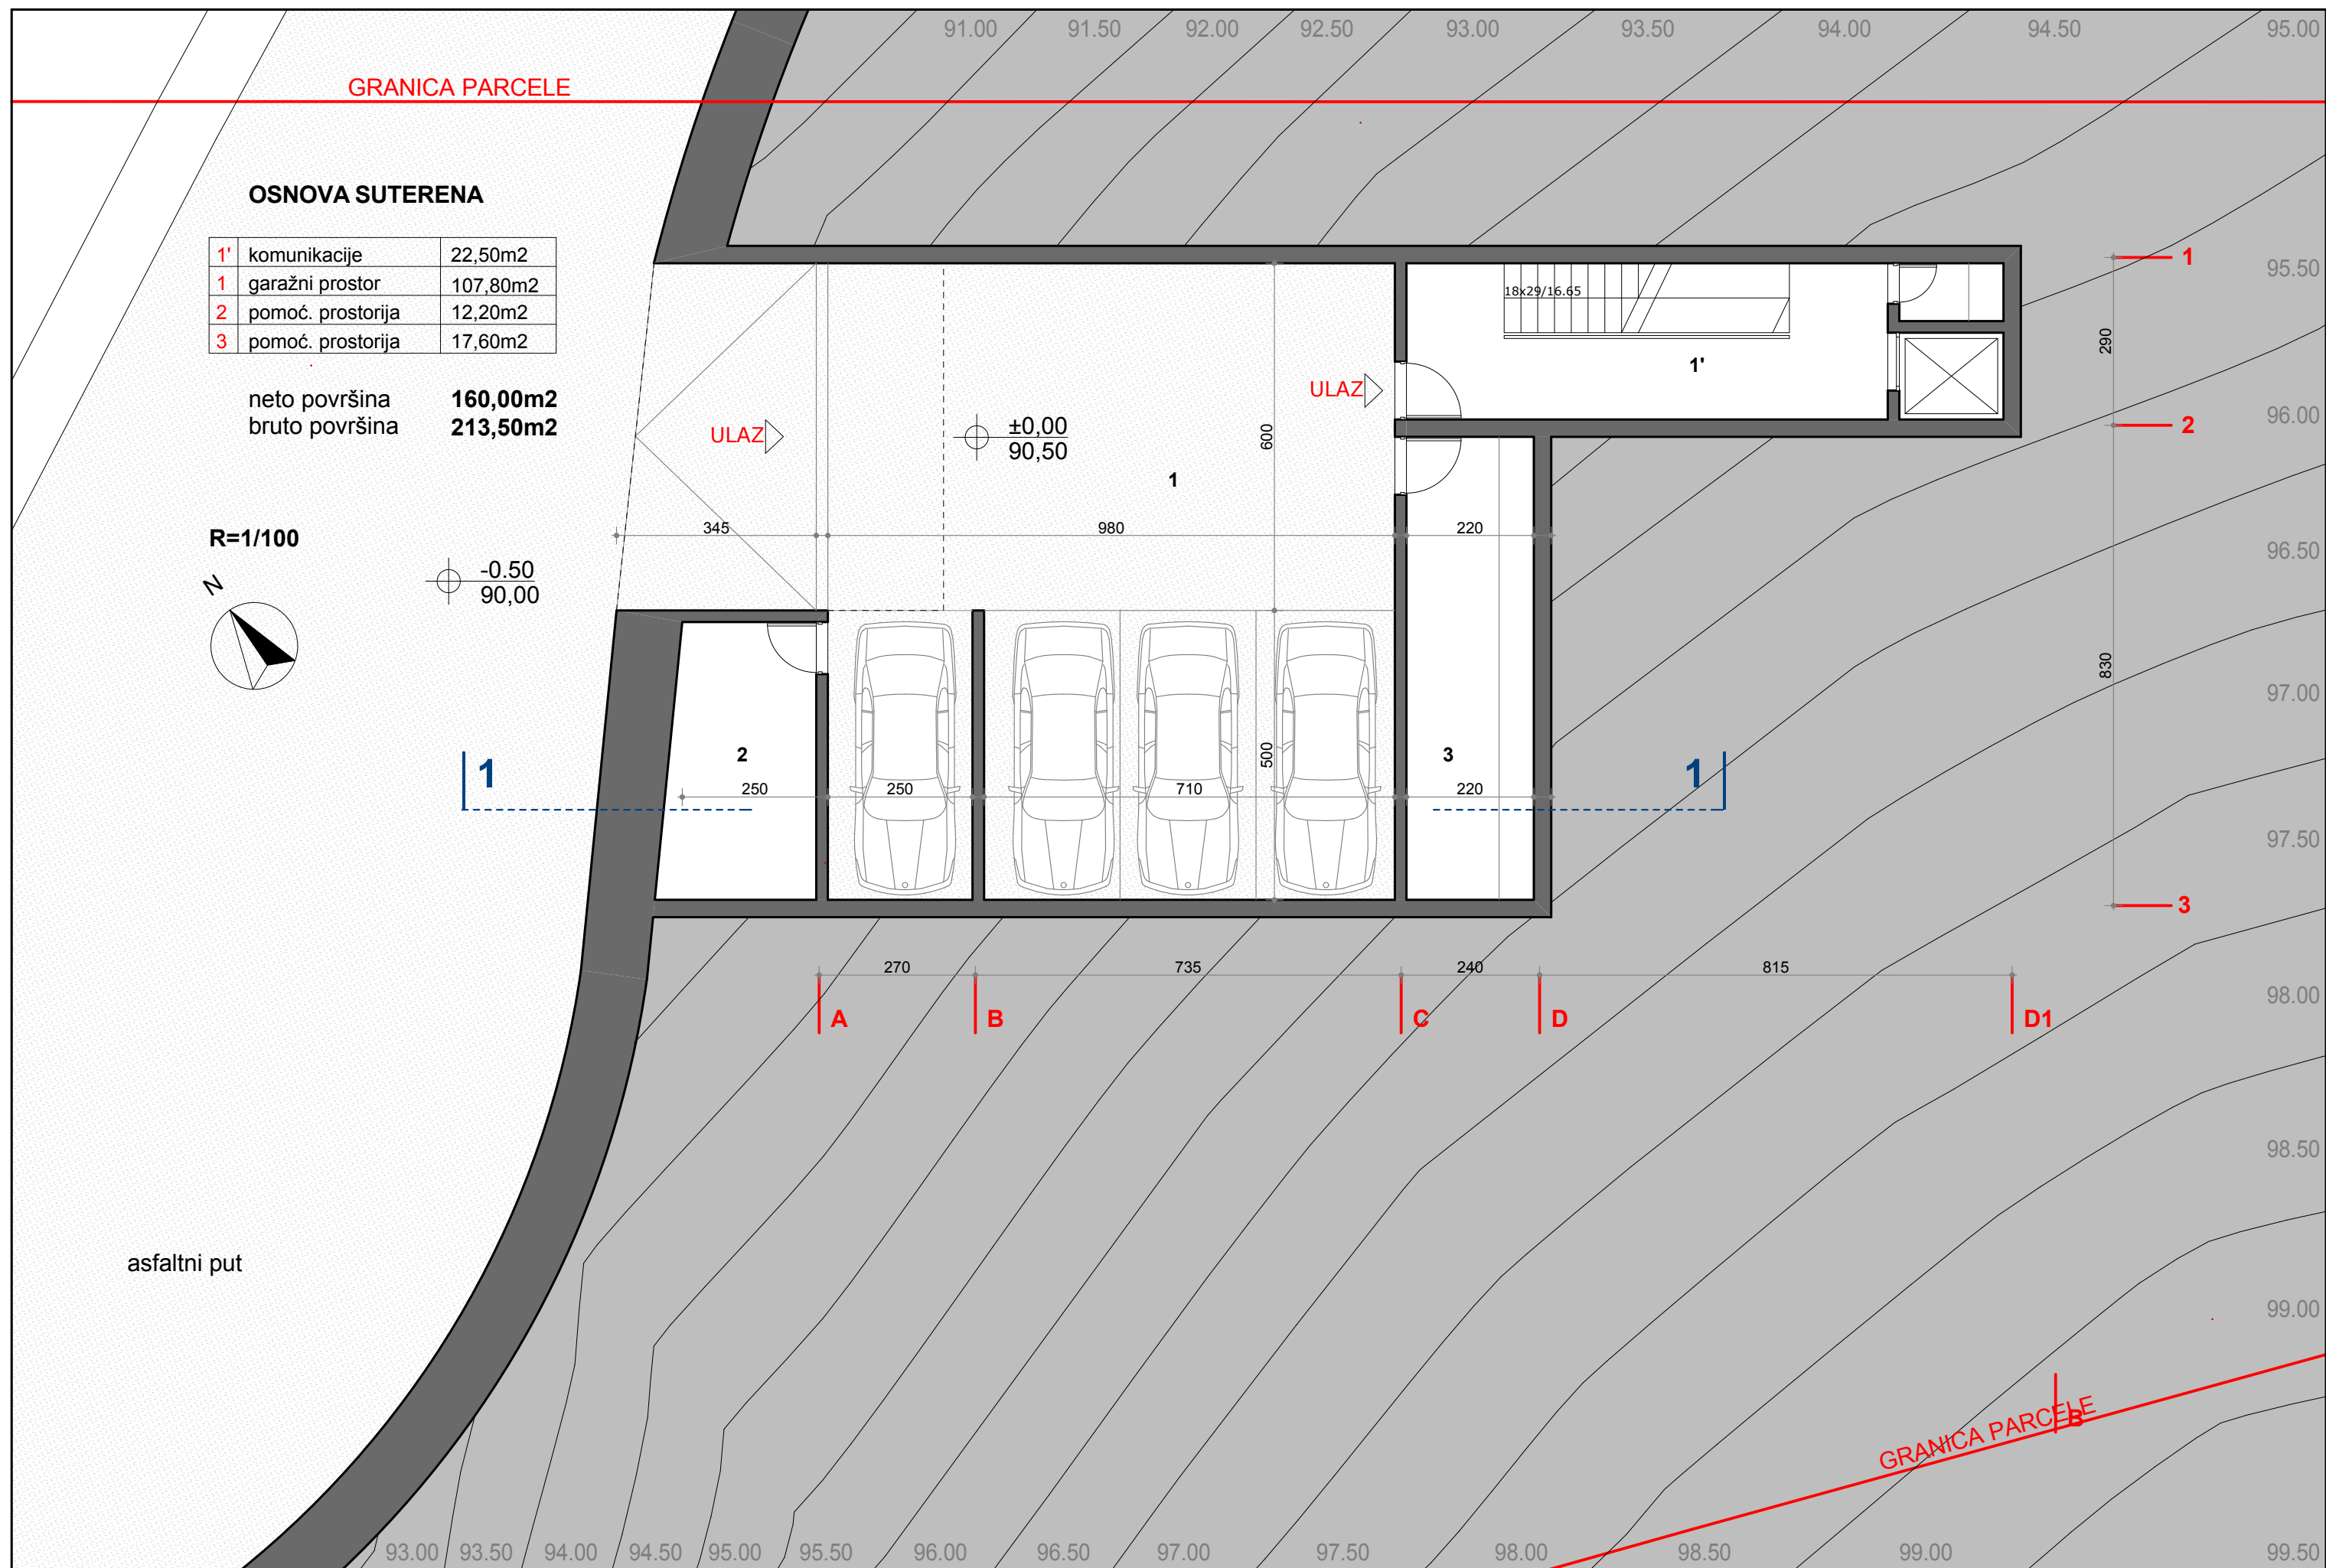 91.00 91.50 92.00 92.50 93.00 93.50 94.00 94.50 95.00
GRANICA PARCELE
OSNOVA SUTERENA
1' komunikacije 22,50m2
1 garažni prostor 107,80m2
2 pomoć. prostorija 12,20m2
3 pomoć. prostorija 17,60m2
neto površina 160,00m2
bruto površina 213,50m2
R=1/100
N
-0.50
90,00
ULAZ
±0,00
90,50
ULAZ
18x29/16.65
1'
1
600
345 980 220
2
3
500
250 250 710 220
1 1
1
290
2
830
3
95.50
96.00
96.50
97.00
97.50
98.00
98.50
99.00
99.50
270 735 240 815
A B C D D1
asfaltni put
GRANICA PARCELE
B
93.00 93.50 94.00 94.50 95.00 95.50 96.00 96.50 97.00 97.50 98.00 98.50 99.00